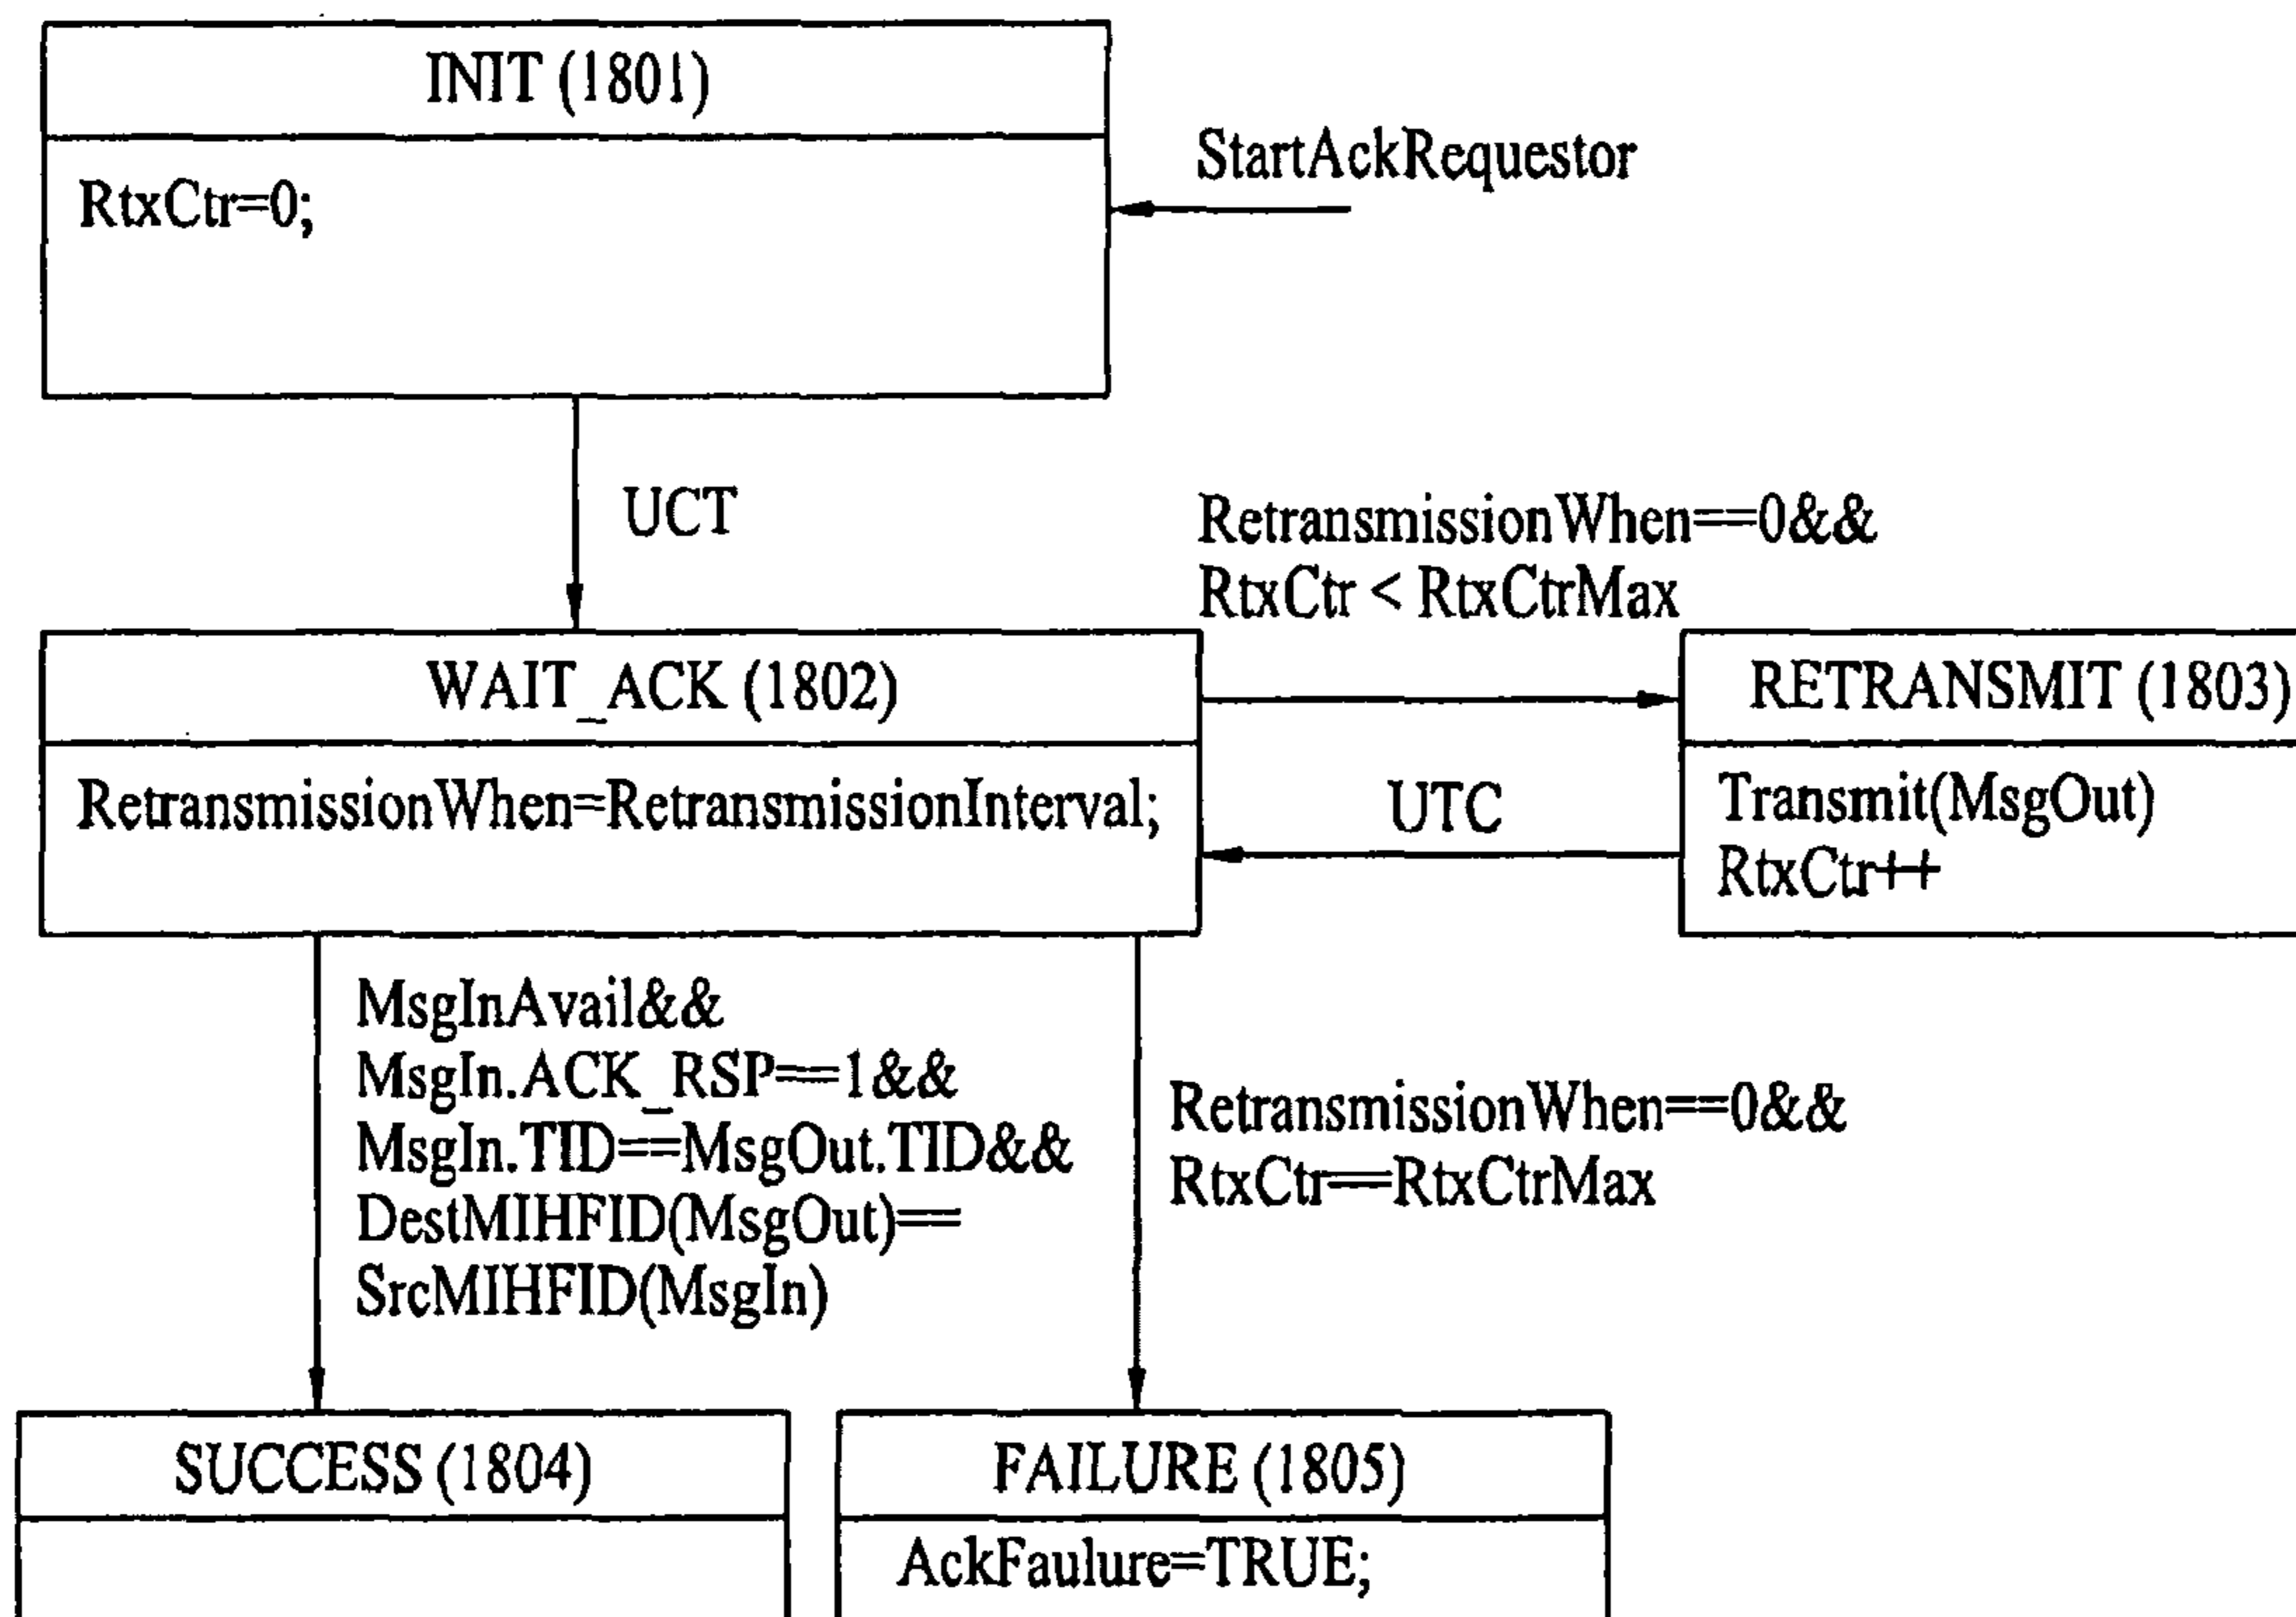 INIT (1801)
RtxCtr=0;
StartAckRequestor
UCT
RetransmissionWhen==0&&
RtxCtr < RtxCtrMax
WAIT_ACK (1802)
RetransmissionWhen=RetransmissionInterval;
RETRANSMIT (1803)
Transmit(MsgOut)
RtxCtr++
UTC
MsgInAvail&&
MsgIn.ACK_RSP==1&&
MsgIn.TID==MsgOut.TID&&
DestMIHFID(MsgOut)==
SrcMIHFID(MsgIn)
RetransmissionWhen==0&&
RtxCtr==RtxCtrMax
SUCCESS (1804)
FAILURE (1805)
AckFaulure=TRUE;